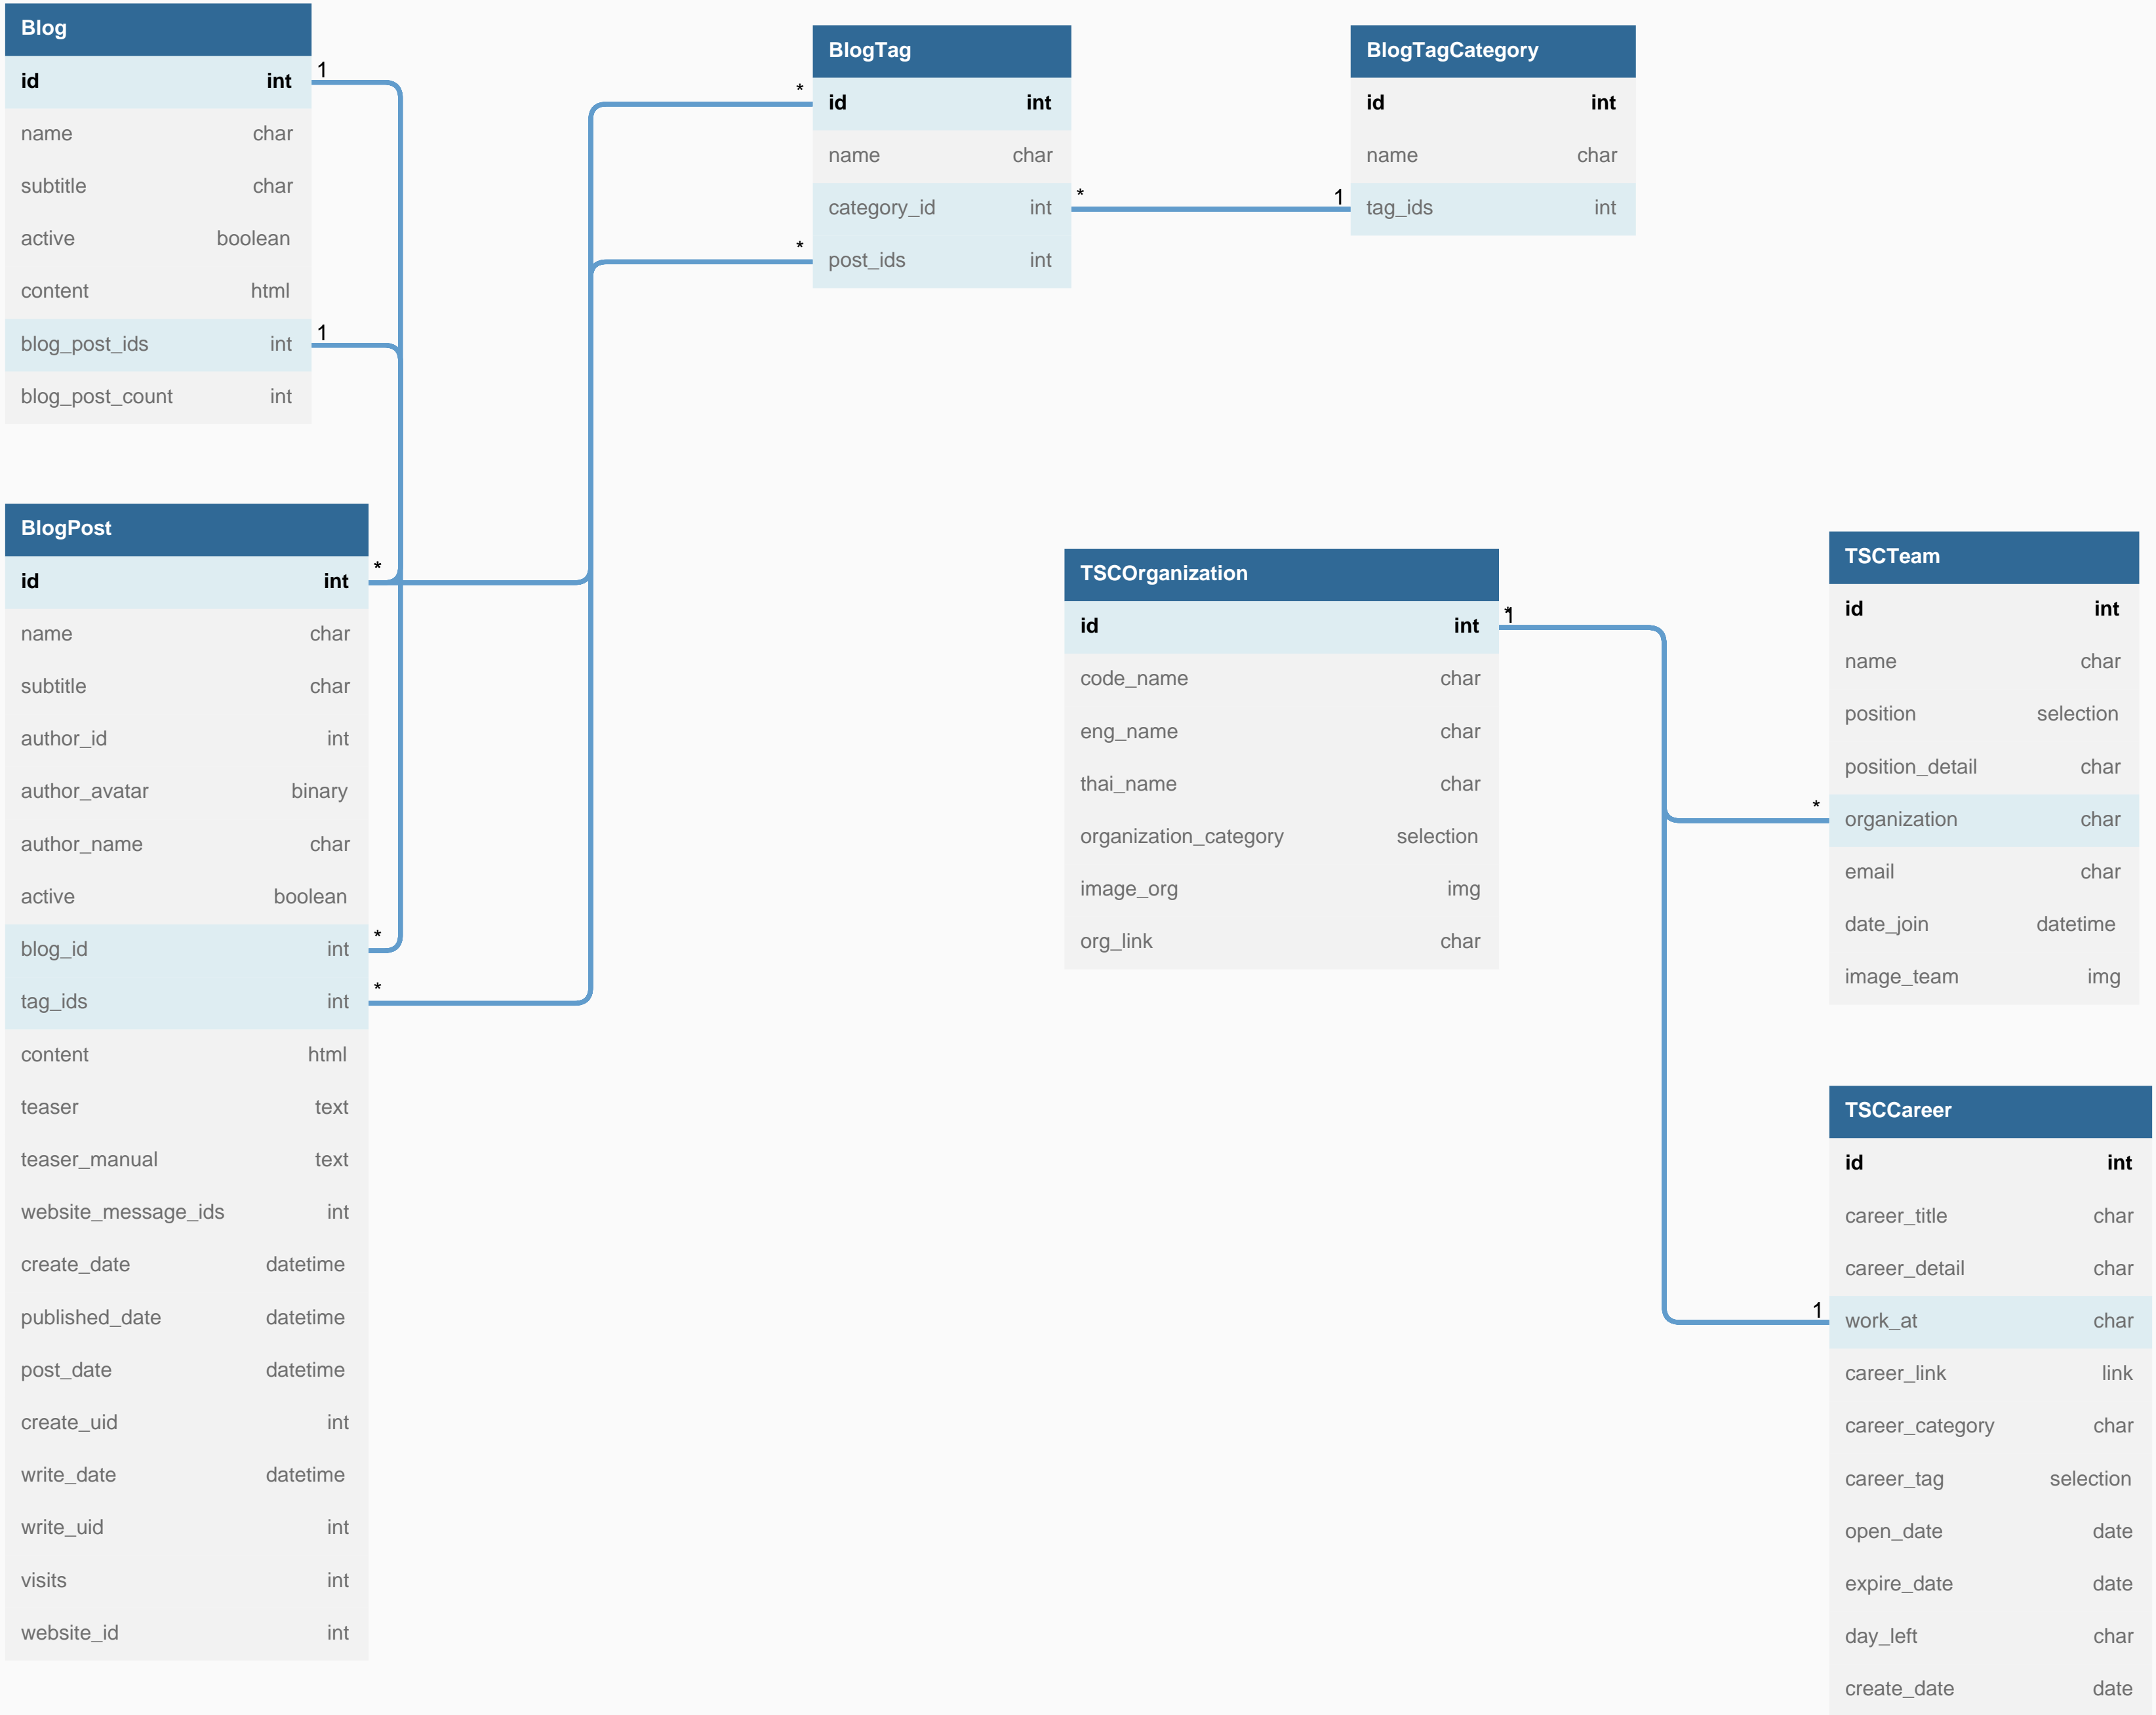 Blog
id int
name char
subtitle char
active boolean
content html
blog_post_ids int
blog_post_count int
1
1
BlogPost
id int
name char
subtitle char
author_id int
author_avatar binary
author_name char
active boolean
blog_id int
tag_ids int
content html
teaser text
teaser_manual text
website_message_ids int
create_date datetime
published_date datetime
post_date datetime
create_uid int
write_date datetime
write_uid int
visits int
website_id int
*
*
*
BlogTag
id int
name char
category_id int
post_ids int
*
*
*
1
BlogTagCategory
id int
name char
tag_ids int
TSCOrganization
id int
code_name char
eng_name char
thai_name char
organization_category selection
image_org img
org_link char
*
1
TSCTeam
id int
name char
position selection
position_detail char
organization char
email char
date_join datetime
image_team img
*
TSCCareer
id int
career_title char
career_detail char
work_at char
career_link link
career_category char
career_tag selection
open_date date
expire_date date
day_left char
create_date date
1